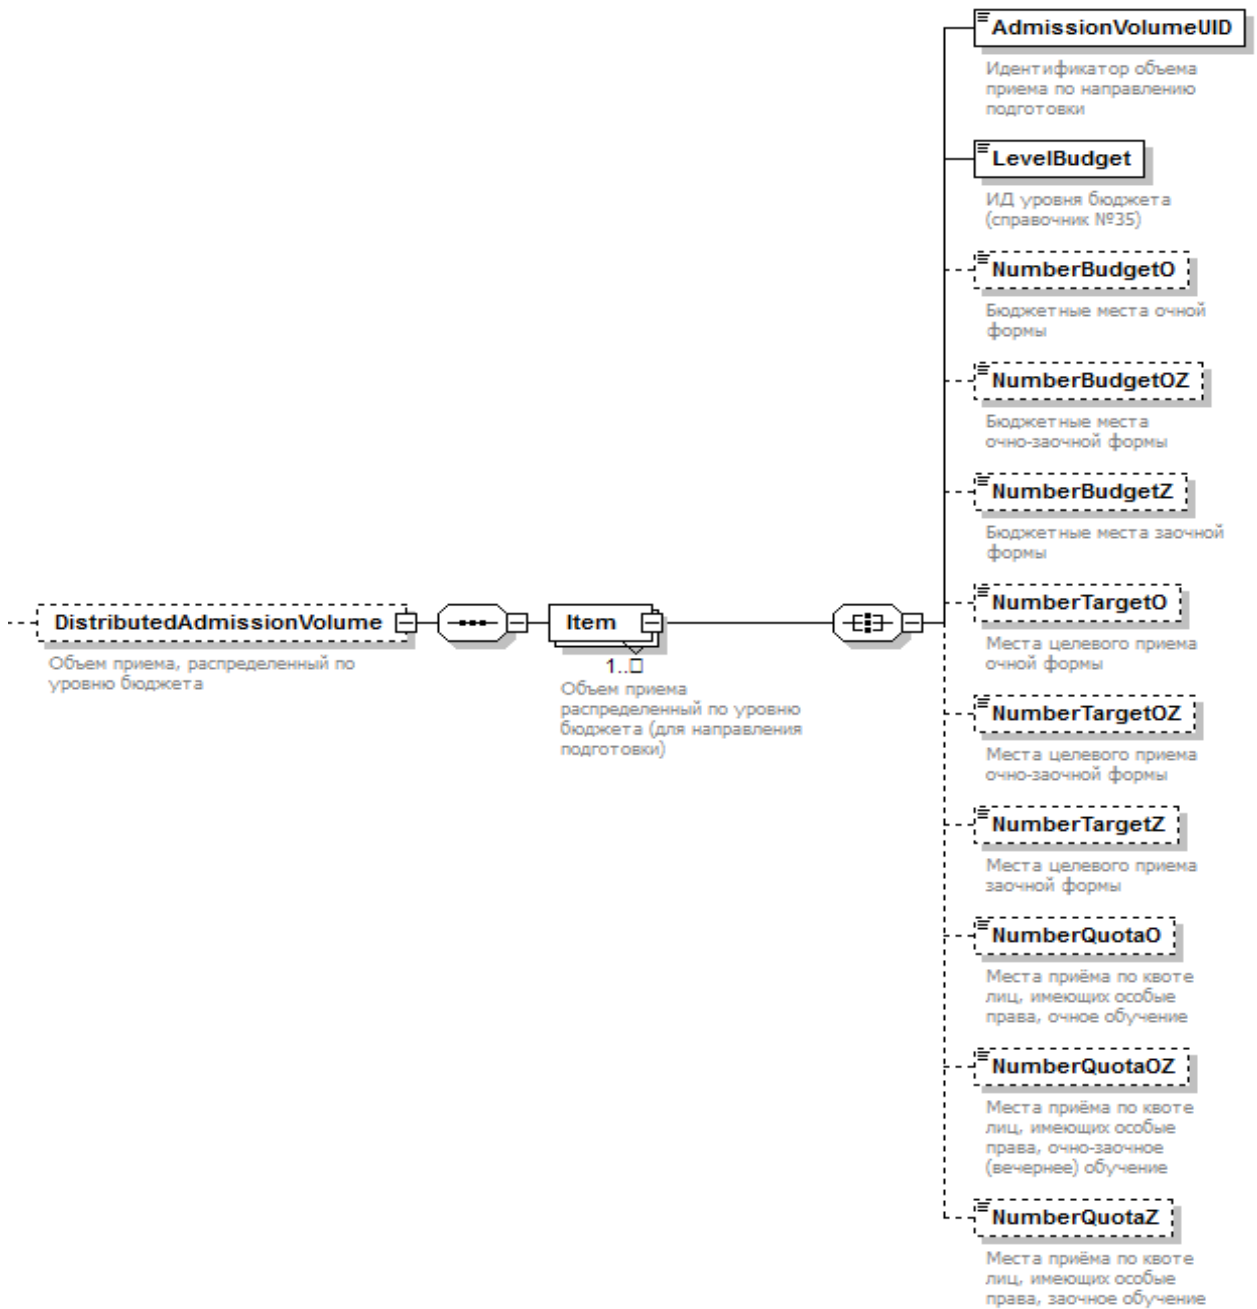 DistributedAdmissionVolume
Объем приема, распределенный по
уровню бюджета
Item
1..□
Объем приема
распределенный по уровню
бюджета (для направления
подготовки)
AdmissionVolumeUID
Идентификатор объема
приема по направлению
подготовки
LevelBudget
ИД уровня бюджета
(справочник №35)
NumberBudgetO
Бюджетные места очной
формы
NumberBudgetOZ
Бюджетные места
очно-заочной формы
NumberBudgetZ
Бюджетные места заочной
формы
NumberTargetO
Места целевого приема
очной формы
NumberTargetOZ
Места целевого приема
очно-заочной формы
NumberTargetZ
Места целевого приема
заочной формы
NumberQuotaO
Места приёма по квоте
лиц, имеющих особые
права, очное обучение
NumberQuotaOZ
Места приёма по квоте
лиц, имеющих особые
права, очно-заочное
(вечернее) обучение
NumberQuotaZ
Места приёма по квоте
лиц, имеющих особые
права, заочное обучение